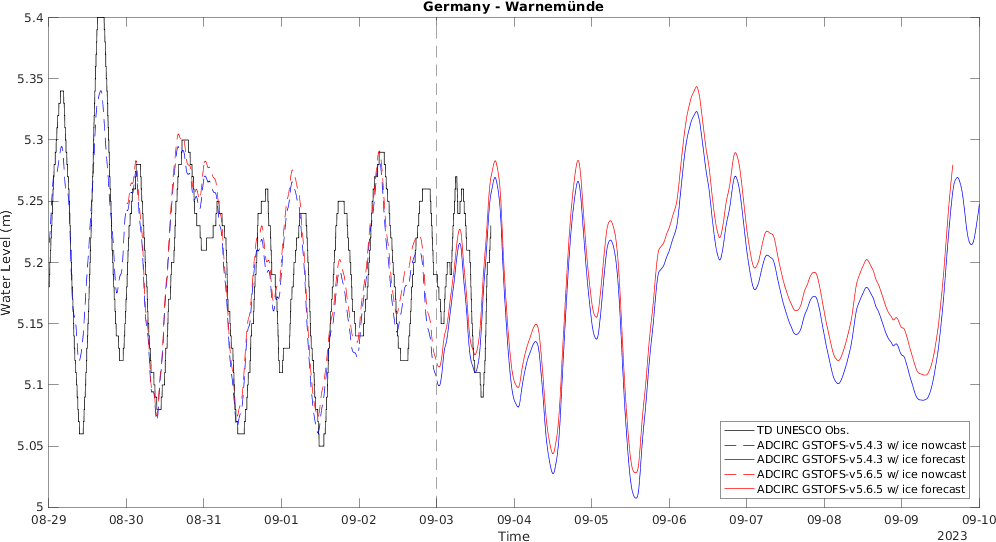 Germany - Warnemünde
5.4
5.35
5.3
5.25
5.2
5.15
5.1
5.05
5
Water Level (m)
08-29 08-30 08-31 09-01 09-02 09-03 09-04 09-05 09-06 09-07 09-08 09-09 09-10
Time
2023
TD UNESCO Obs.
ADCIRC GSTOFS-v5.4.3 w/ ice nowcast
ADCIRC GSTOFS-v5.4.3 w/ ice forecast
ADCIRC GSTOFS-v5.6.5 w/ ice nowcast
ADCIRC GSTOFS-v5.6.5 w/ ice forecast